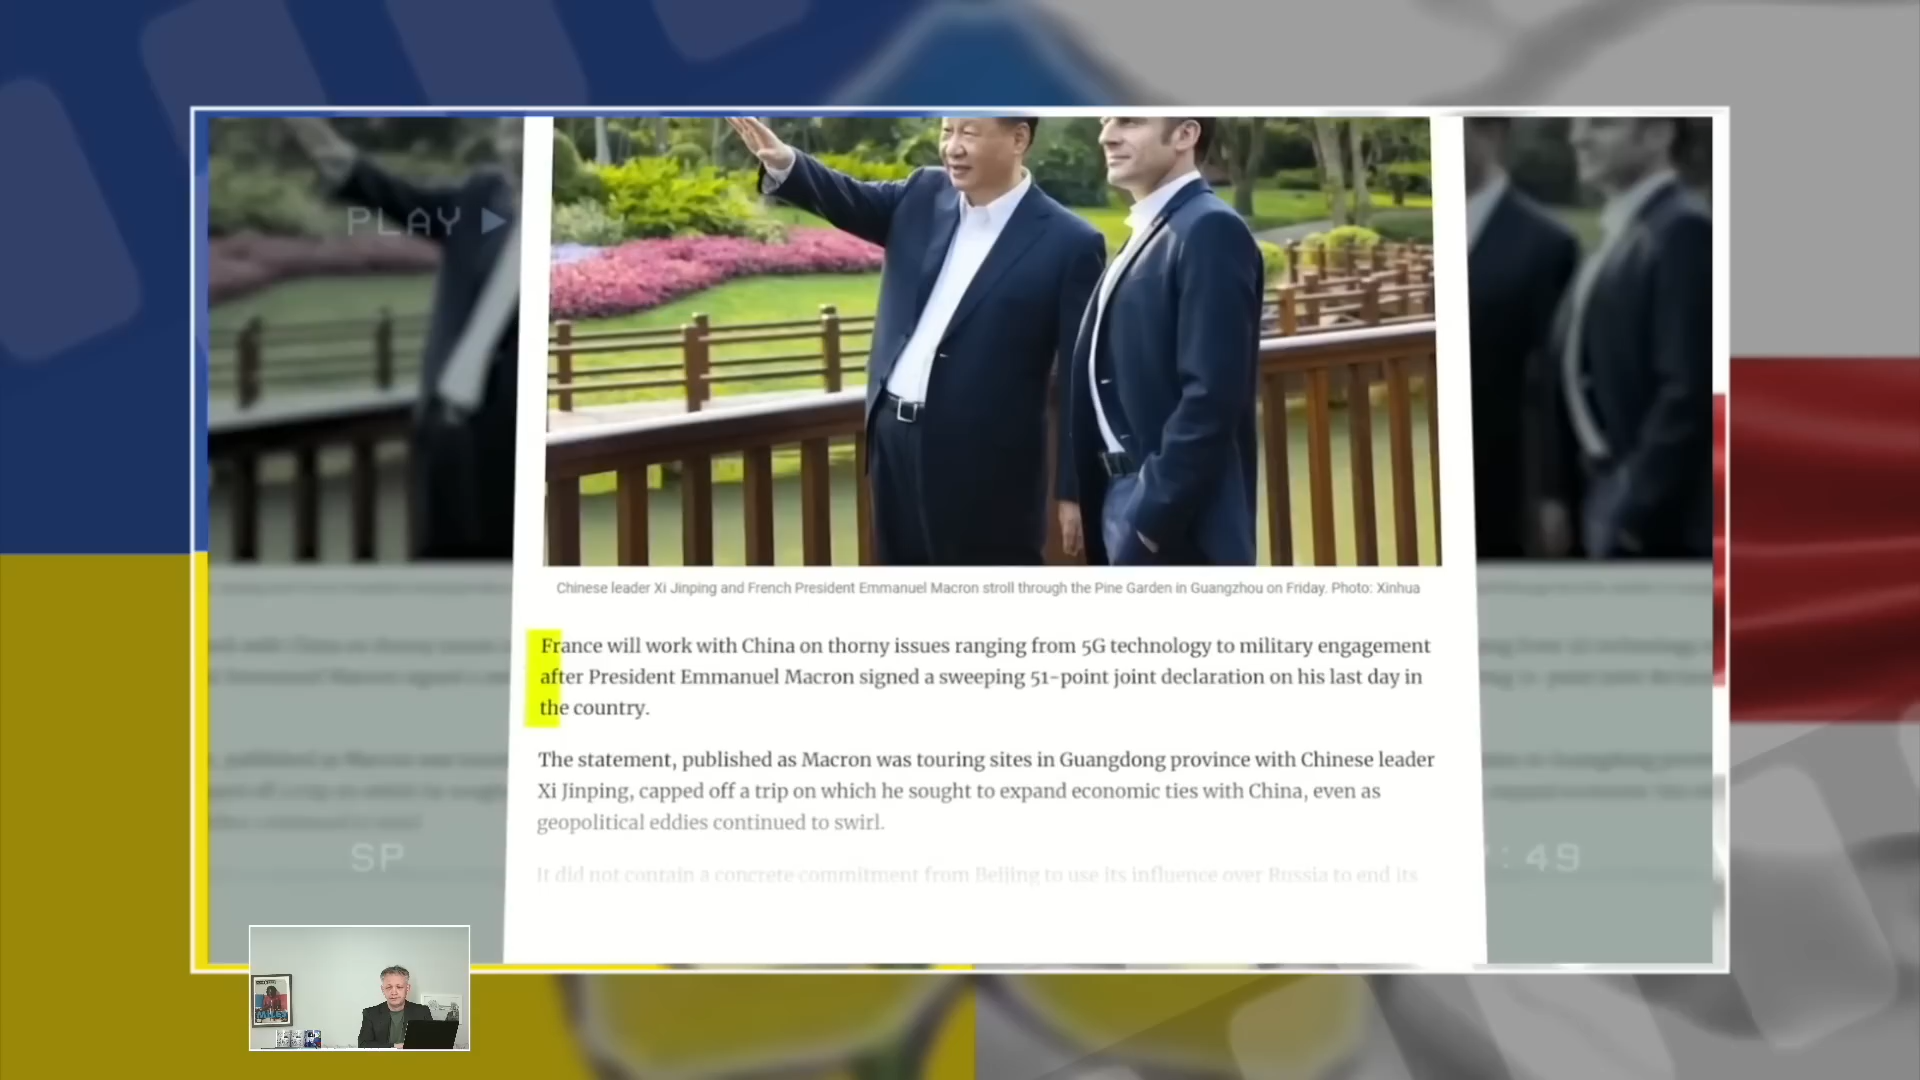 PLAY
Chinese leader Xi Jinping and French President Emmanuel Macron stroll through the Pine Garden in Guangzhou on Friday. Photo: Xinhua
France will work with China on thorny issues ranging from 5G technology to military engagement
after President Emmanuel Macron signed a sweeping 51-point joint declaration on his last day in
the country.
The statement, published as Macron was touring sites in Guangdong province with Chinese leader
Xi Jinping, capped off a trip on which he sought to expand economic ties with China, even as
geopolitical eddies continued to swirl.
It did not contain a concrete commitment from Beijing to use its influence over Russia to end its
SP
:49